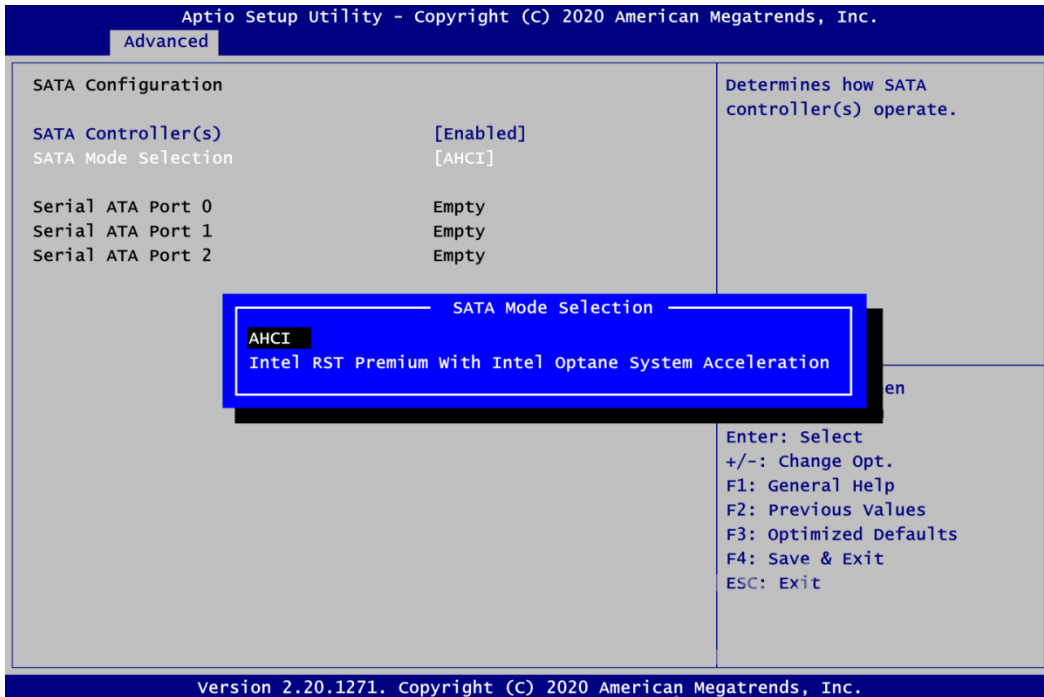 Aptio Setup Utility – Copyright (C) 2020 American Megatrends, Inc.
Advanced
SATA Configuration
SATA Controller(s) [Enabled]
SATA Mode Selection [AHCI]
Serial ATA Port 0 Empty
Serial ATA Port 1 Empty
Serial ATA Port 2 Empty
Determines how SATA
controller(s) operate.
SATA Mode Selection
AHCI
Intel RST Premium With Intel Optane System Acceleration
en
Enter: Select
+/-: Change Opt.
F1: General Help
F2: Previous Values
F3: Optimized Defaults
F4: Save & Exit
ESC: Exit
Version 2.20.1271. Copyright (C) 2020 American Megatrends, Inc.